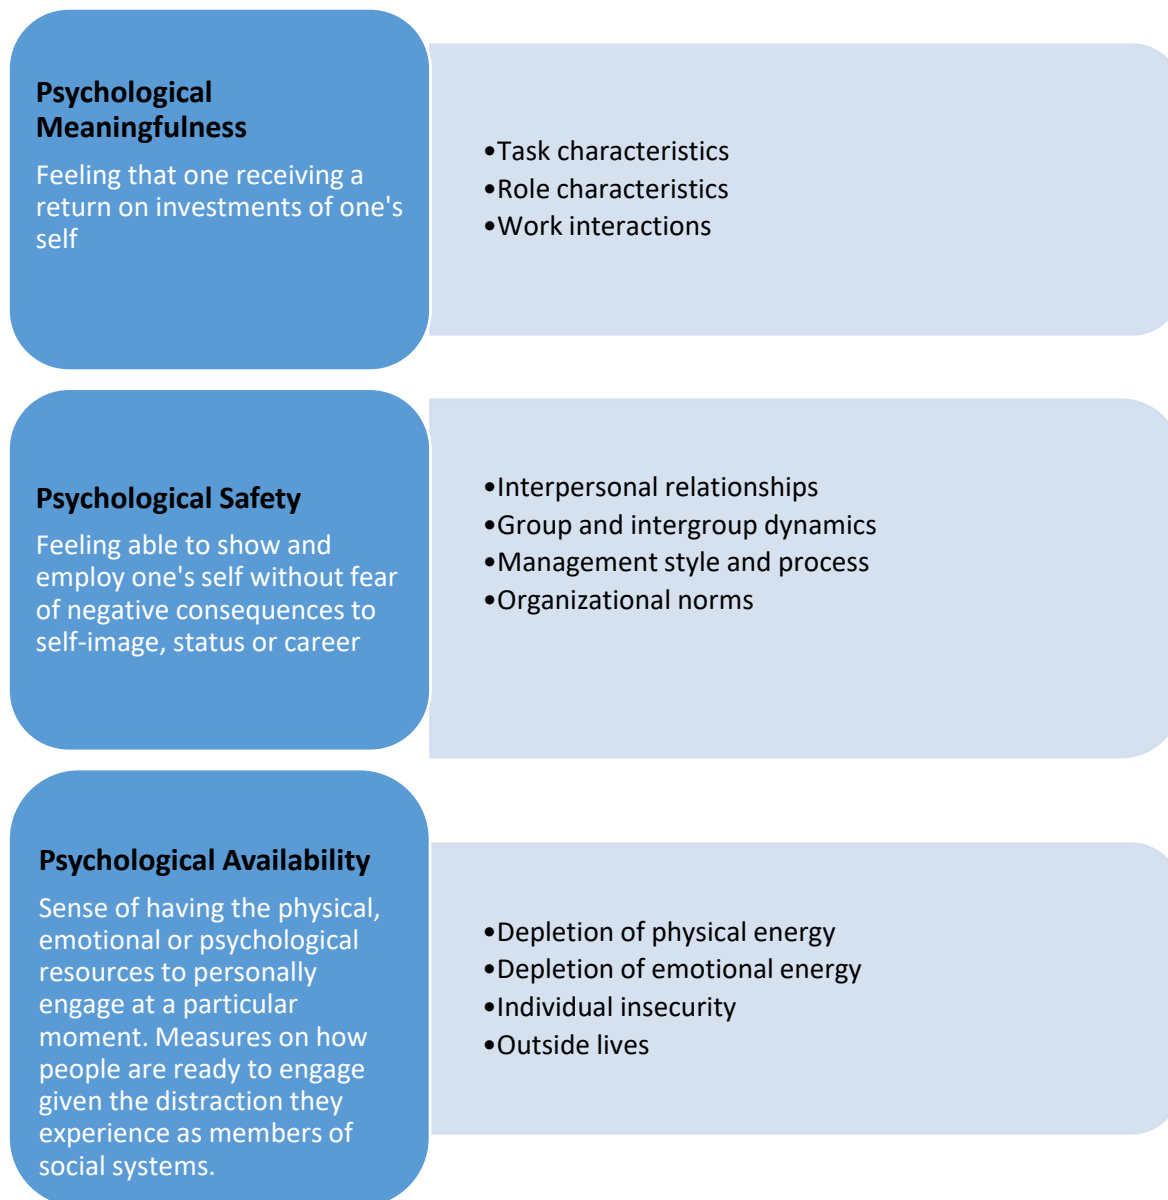 Psychological
Meaningfulness
Feeling that one receiving a
return on investments of one's
self
•Task characteristics
•Role characteristics
•Work interactions
Psychological Safety
Feeling able to show and
employ one's self without fear
of negative consequences to
self-image, status or career
•Interpersonal relationships
•Group and intergroup dynamics
•Management style and process
•Organizational norms
Psychological Availability
Sense of having the physical,
emotional or psychological
resources to personally
engage at a particular
moment. Measures on how
people are ready to engage
given the distraction they
experience as members of
social systems.
•Depletion of physical energy
•Depletion of emotional energy
•Individual insecurity
•Outside lives